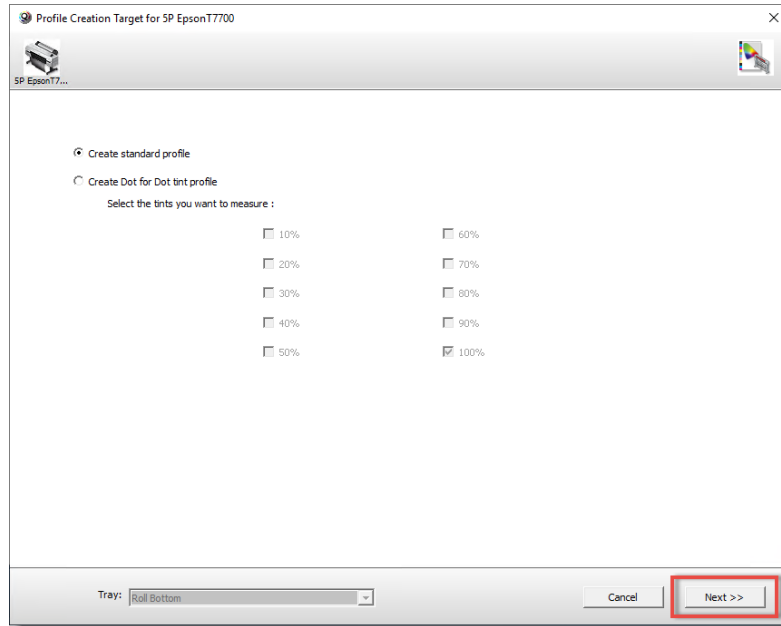 Profile Creation Target for 5P EpsonT7700
5P EpsonT7...
Create standard profile
Create Dot for Dot tint profile
Select the tints you want to measure :
10% 60%
20% 70%
30% 80%
40% 90%
50% 100%
Tray: Roll Bottom Cancel Next >>